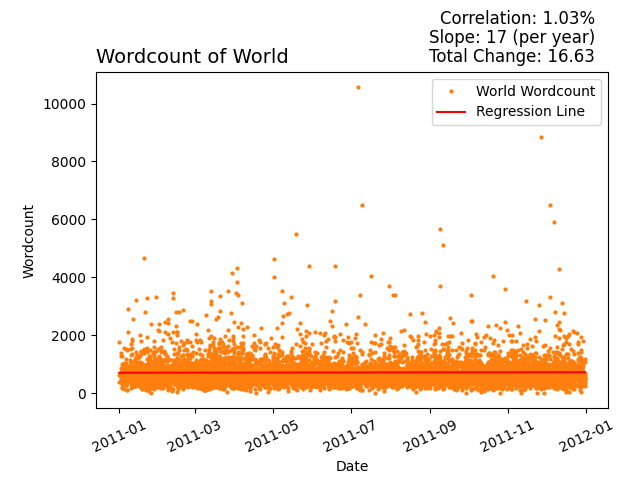 Correlation: 1.03%
Slope: 17 (per year)
Total Change: 16.63
Wordcount of World
World Wordcount
Regression Line
10000
8000
6000
4000
2000
0
Wordcount
2011-01
2011-03
2011-05
2011-07
2011-09
2011-11
2012-01
Date